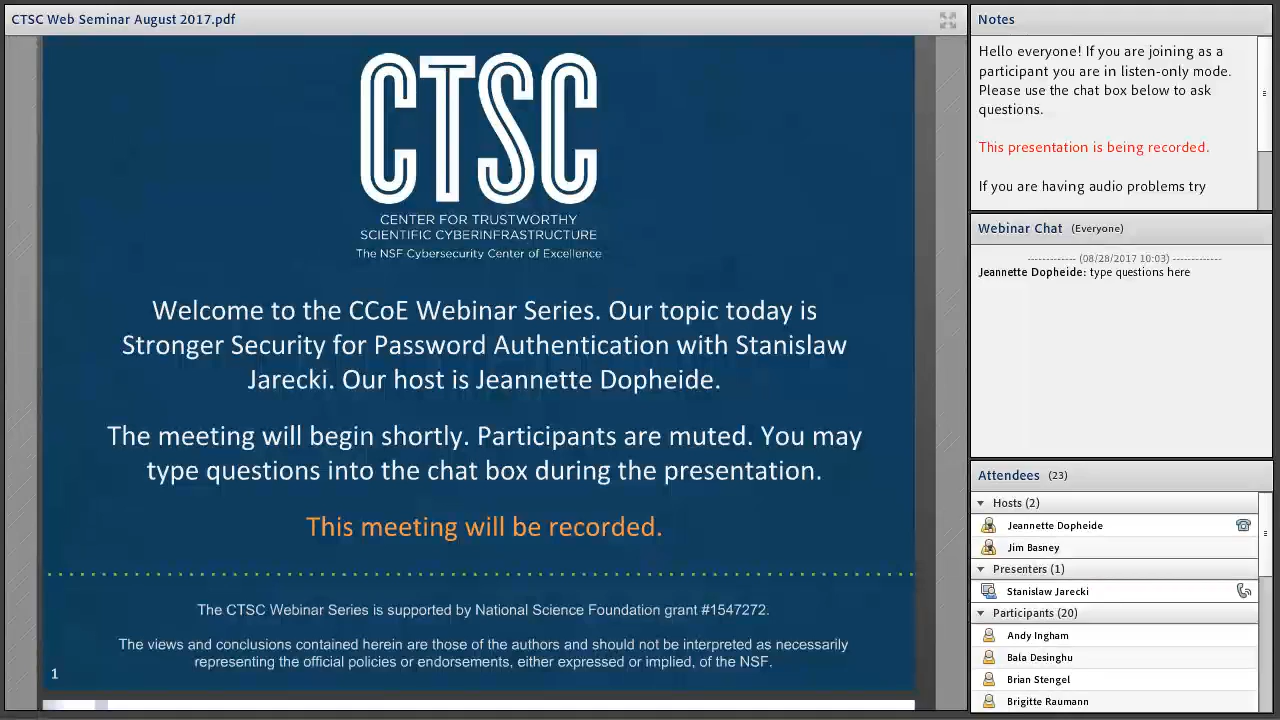 CTSC Web Seminar August 2017.pdf
CTSC
CENTER FOR TRUSTWORTHY
SCIENTIFIC CYBERINFRASTRUCTURE
The NSF Cybersecurity Center of Excellence
Welcome to the CCoE Webinar Series. Our topic today is
Stronger Security for Password Authentication with Stanislaw
Jarecki. Our host is Jeannette Dopheide.
The meeting will begin shortly. Participants are muted. You may
type questions into the chat box during the presentation.
This meeting will be recorded.
The CTSC Webinar Series is supported by National Science Foundation grant #1547272.
The views and conclusions contained herein are those of the authors and should not be interpreted as necessarily
representing the official policies or endorsements, either expressed or implied, of the NSF.
1
Notes
Hello everyone! If you are joining as a
participant you are in listen-only mode.
Please use the chat box below to ask
questions.
This presentation is being recorded.
If you are having audio problems try
Webinar Chat (Everyone)
------------- (08/28/2017 10:03) -------------
Jeannette Dopheide: type questions here
Attendees (23)
Hosts (2)
Jeannette Dopheide
Jim Basney
Presenters (1)
Stanislaw Jarecki
Participants (20)
Andy Ingham
Bala Desinghu
Brian Stengel
Brigitte Raumann